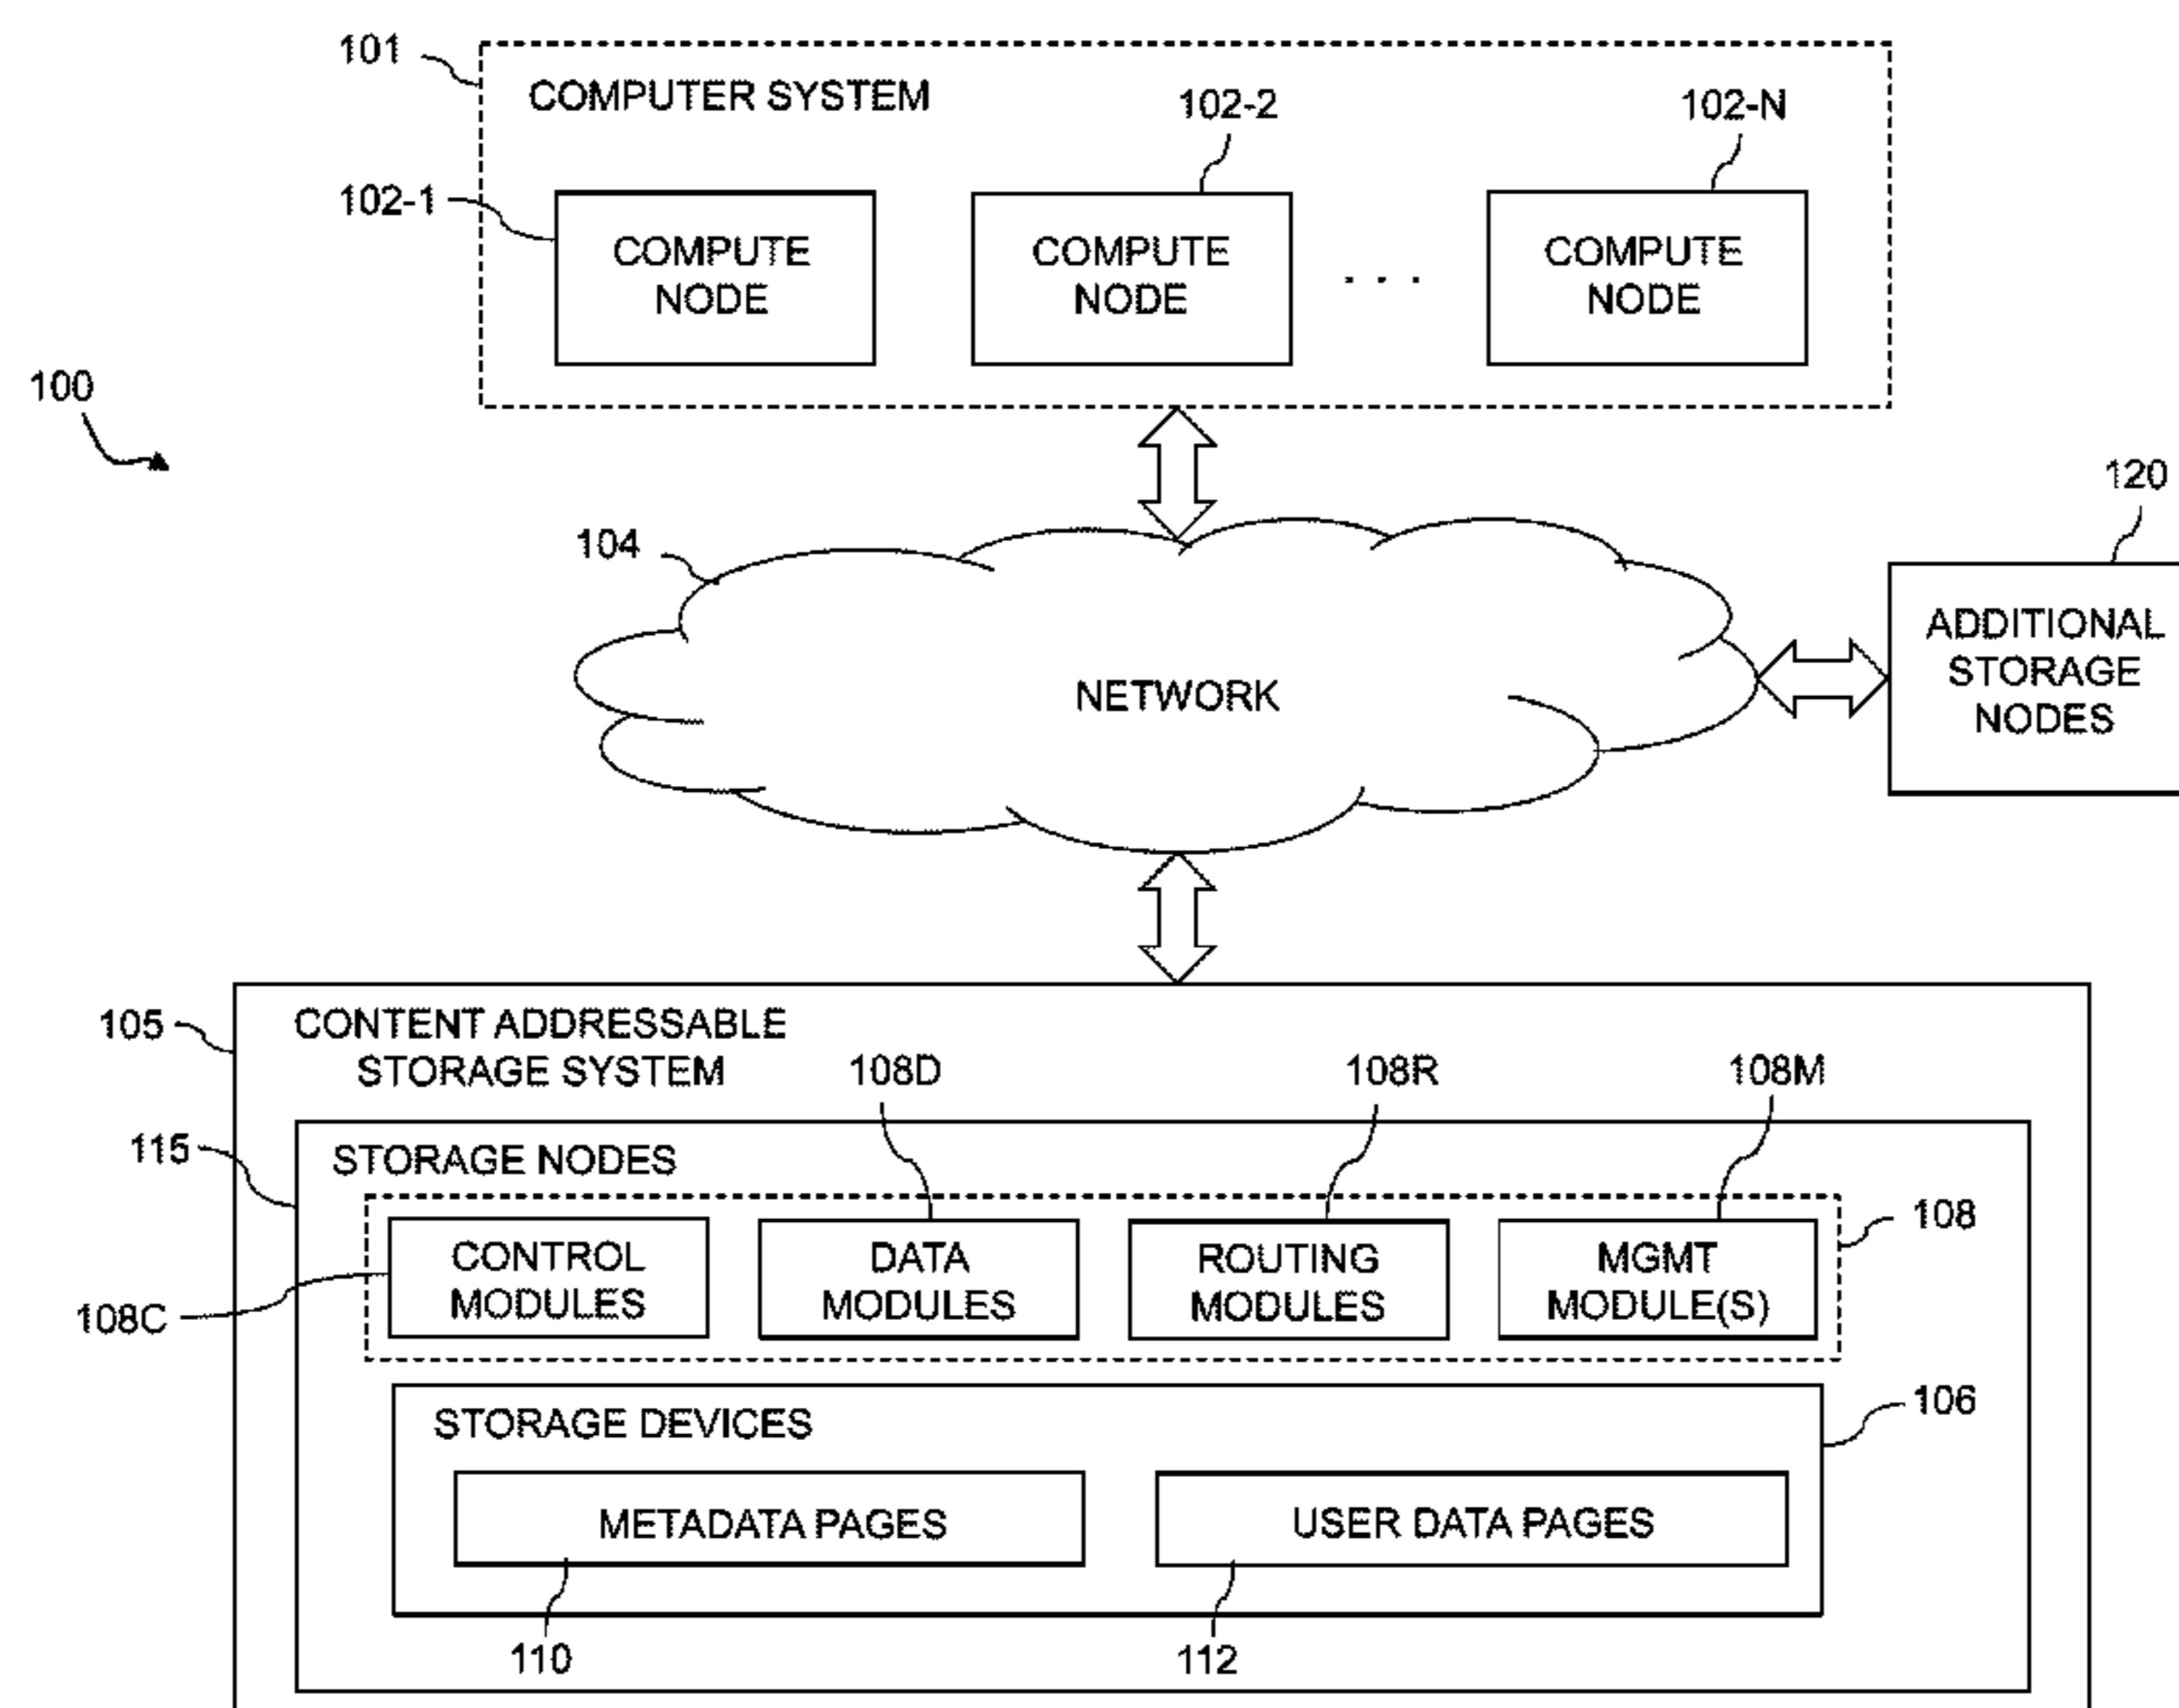 101
COMPUTER SYSTEM
102-2
102-N
102-1
COMPUTE
NODE
COMPUTE
NODE
. . .
COMPUTE
NODE
100
120
104
NETWORK
ADDITIONAL
STORAGE
NODES
105
CONTENT ADDRESSABLE
STORAGE SYSTEM
108D
108R
108M
115
STORAGE NODES
108
CONTROL
MODULES
DATA
MODULES
ROUTING
MODULES
MGMT
MODULE(S)
108C
106
STORAGE DEVICES
METADATA PAGES
USER DATA PAGES
110
112